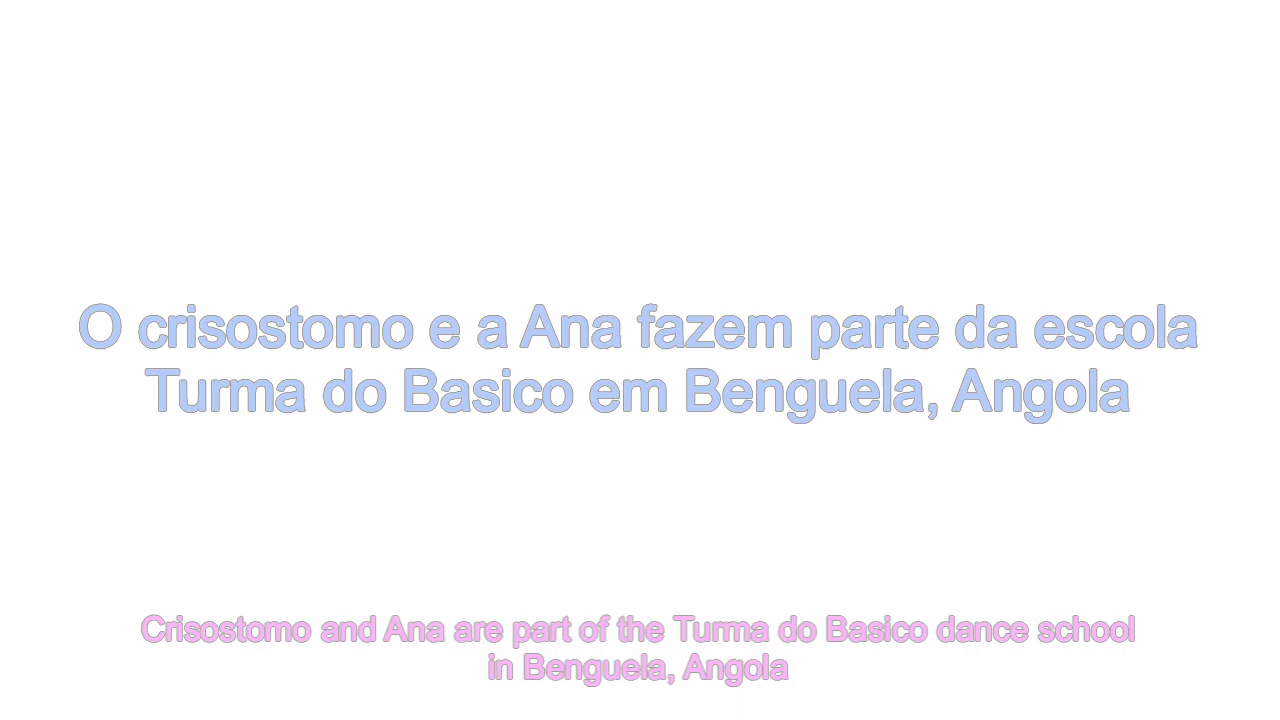 O crisostomo e a Ana fazem parte da escola
Turma do Basico em Benguela, Angola
Crisostomo and Ana are part of the Turma do Basico dance school
in Benguela, Angola